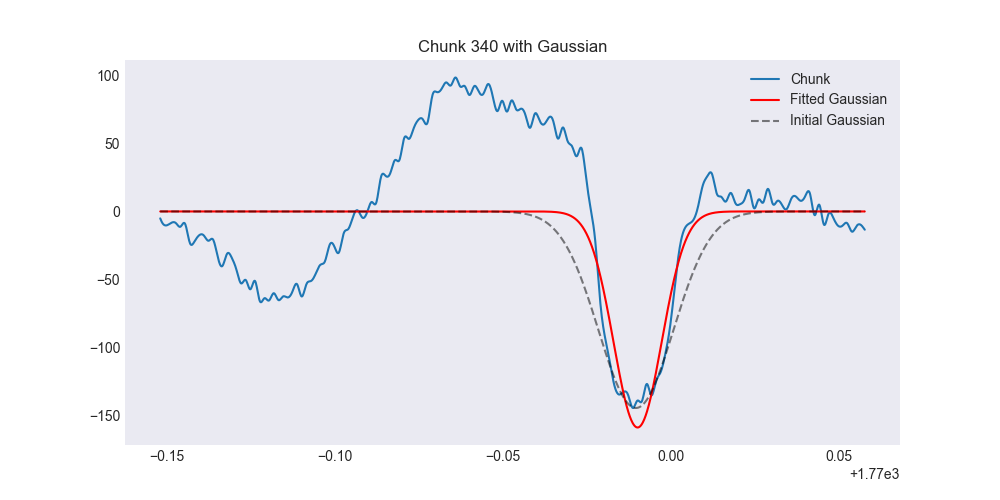 Chunk 340 with Gaussian
100
50
0
−50
−100
−150
Chunk
Fitted Gaussian
Initial Gaussian
−0.15
−0.10
−0.05
0.00
0.05
+1.77e3